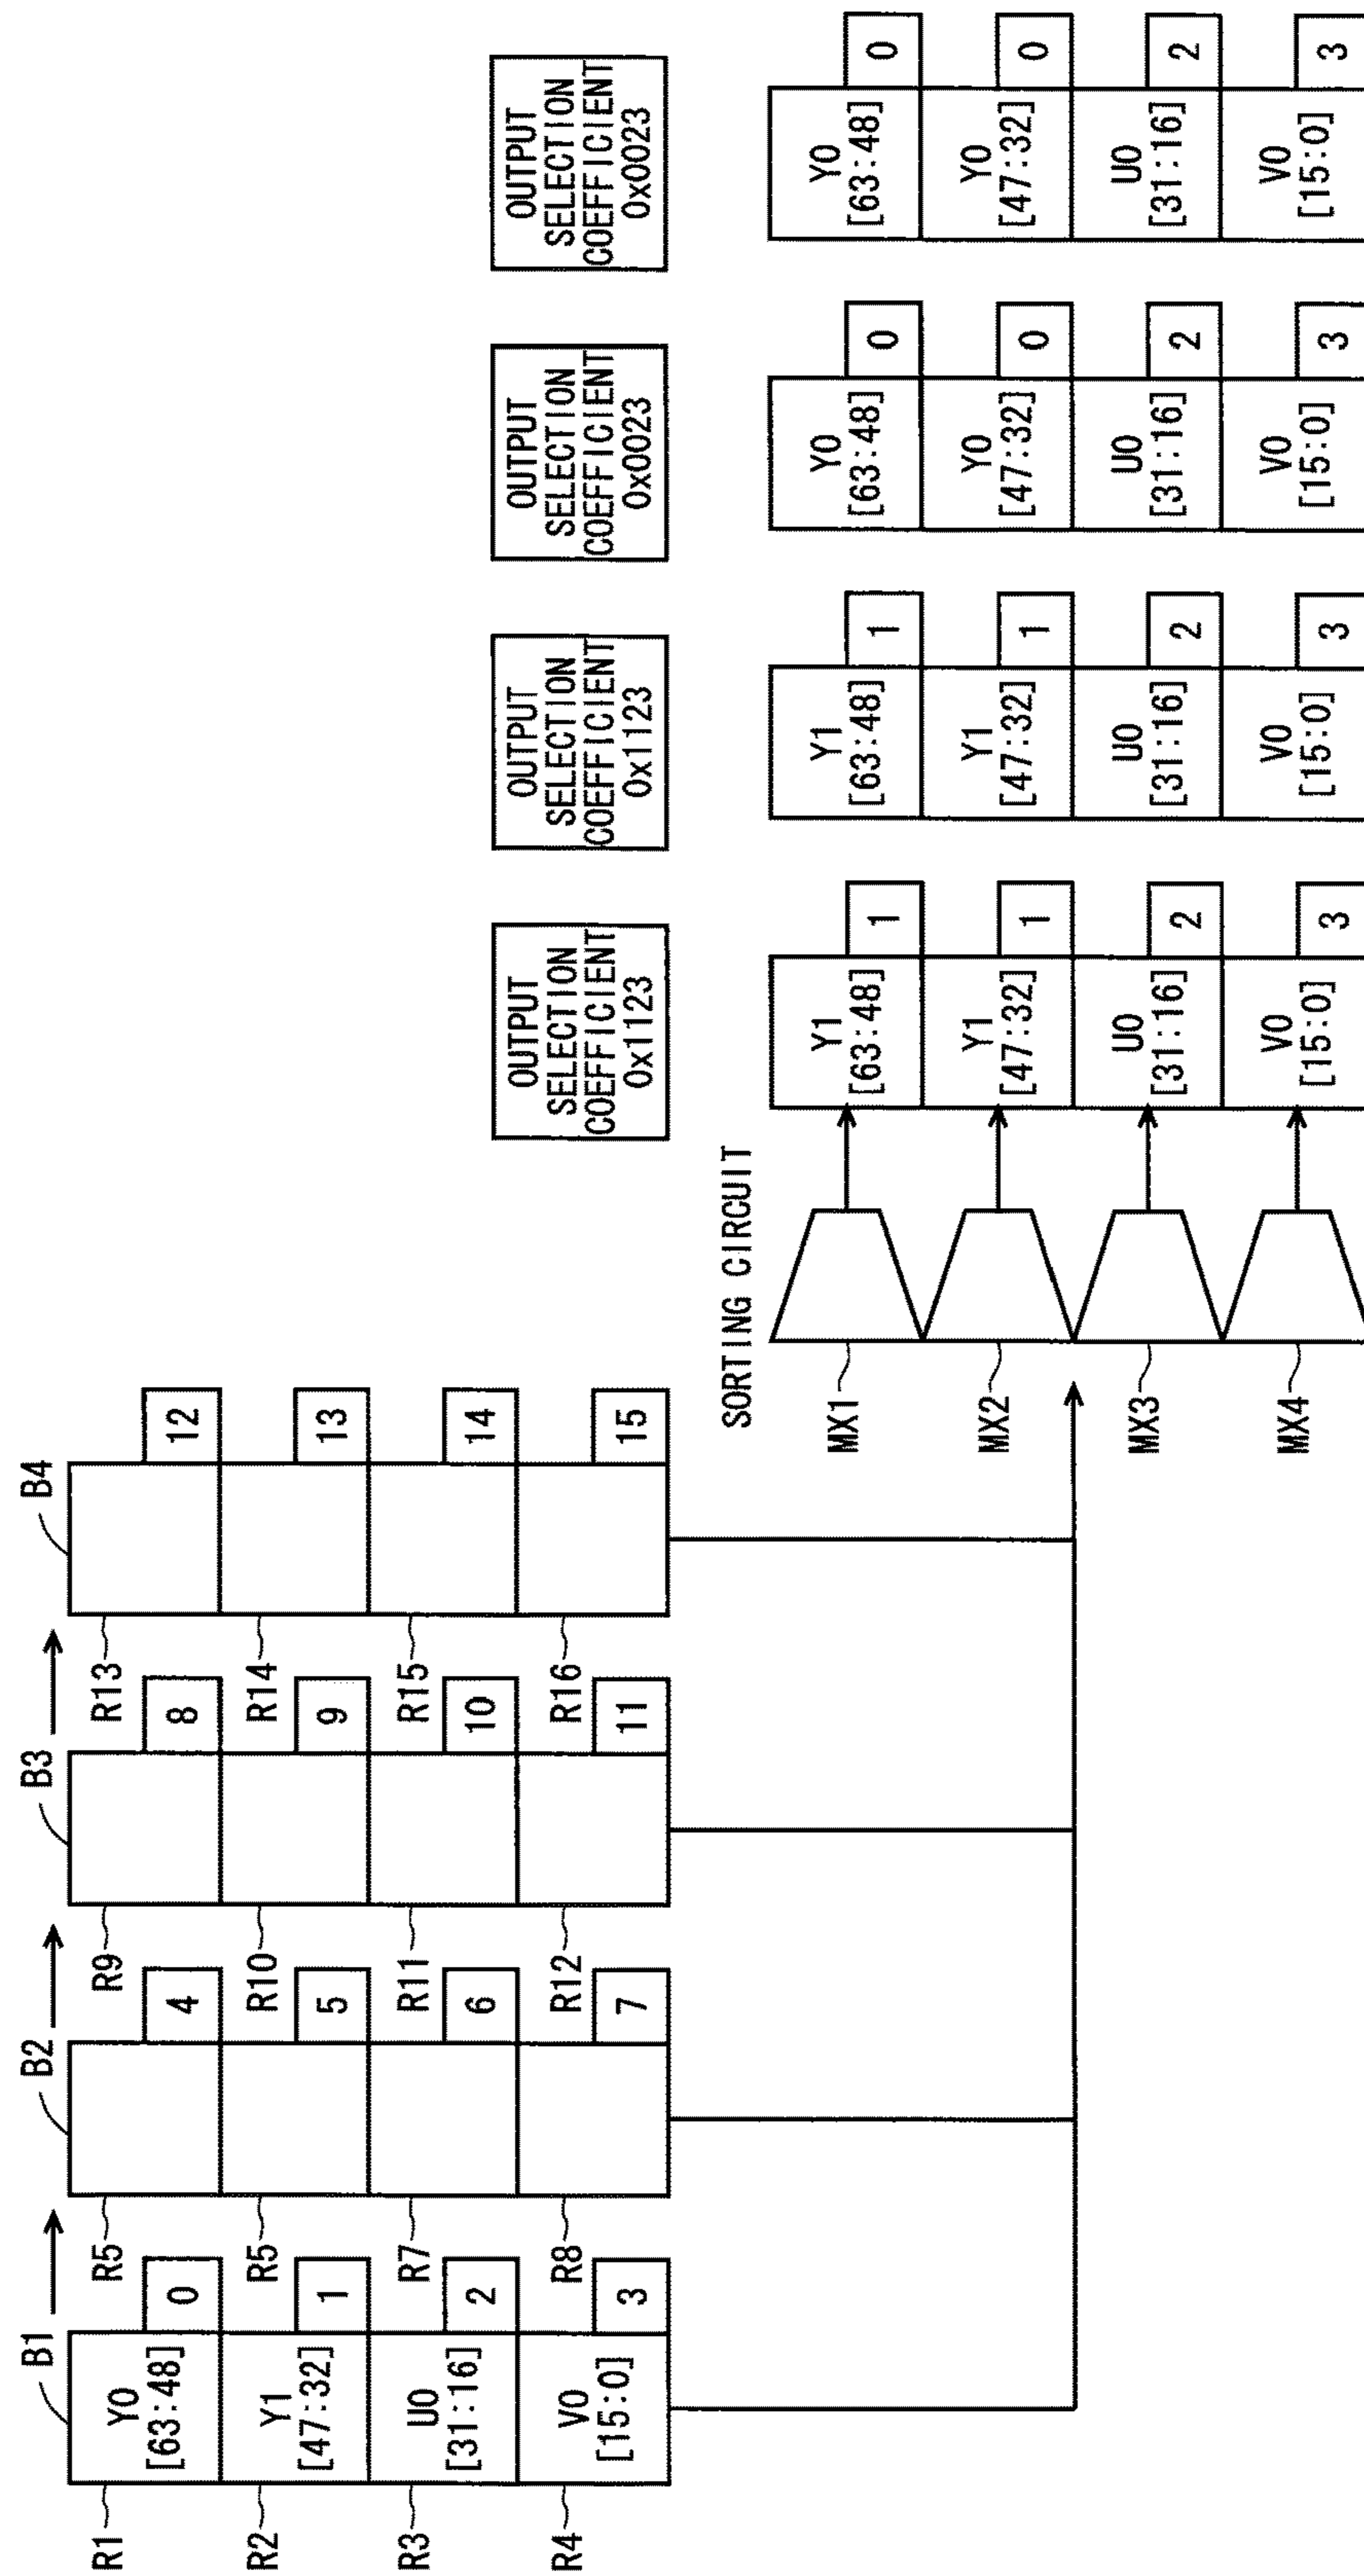 B1
B2
B3
B4
R1
Y0
[63:48]
0
R5
4
R9
8
R13
12
R2
Y1
[47:32]
1
R5
5
R10
9
R14
13
R3
U0
[31:16]
2
R7
6
R11
10
R15
14
R4
V0
[15:0]
3
R8
7
R12
11
R16
15
OUTPUT
SELECTION
COEFFICIENT
0x1123
OUTPUT
SELECTION
COEFFICIENT
0x1123
OUTPUT
SELECTION
COEFFICIENT
0x0023
OUTPUT
SELECTION
COEFFICIENT
0x0023
SORTING CIRCUIT
MX1
Y1
[63:48]
1
Y1
[63:48]
1
Y0
[63:48]
0
Y0
[63:48]
0
MX2
Y1
[47:32]
1
Y1
[47:32]
1
Y0
[47:32]
0
Y0
[47:32]
0
MX3
U0
[31:16]
2
U0
[31:16]
2
U0
[31:16]
2
U0
[31:16]
2
MX4
V0
[15:0]
3
V0
[15:0]
3
V0
[15:0]
3
V0
[15:0]
3